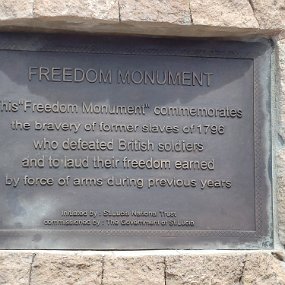 FREEDOM MONUMENT
This "Freedom Monument" commemorates
the bravery of former slaves of 1796
who defeated British soldiers
and to laud their freedom earned
by force of arms during previous years
initiated by : St.Lucia National Trust
commissioned by : The Government of St.Lucia